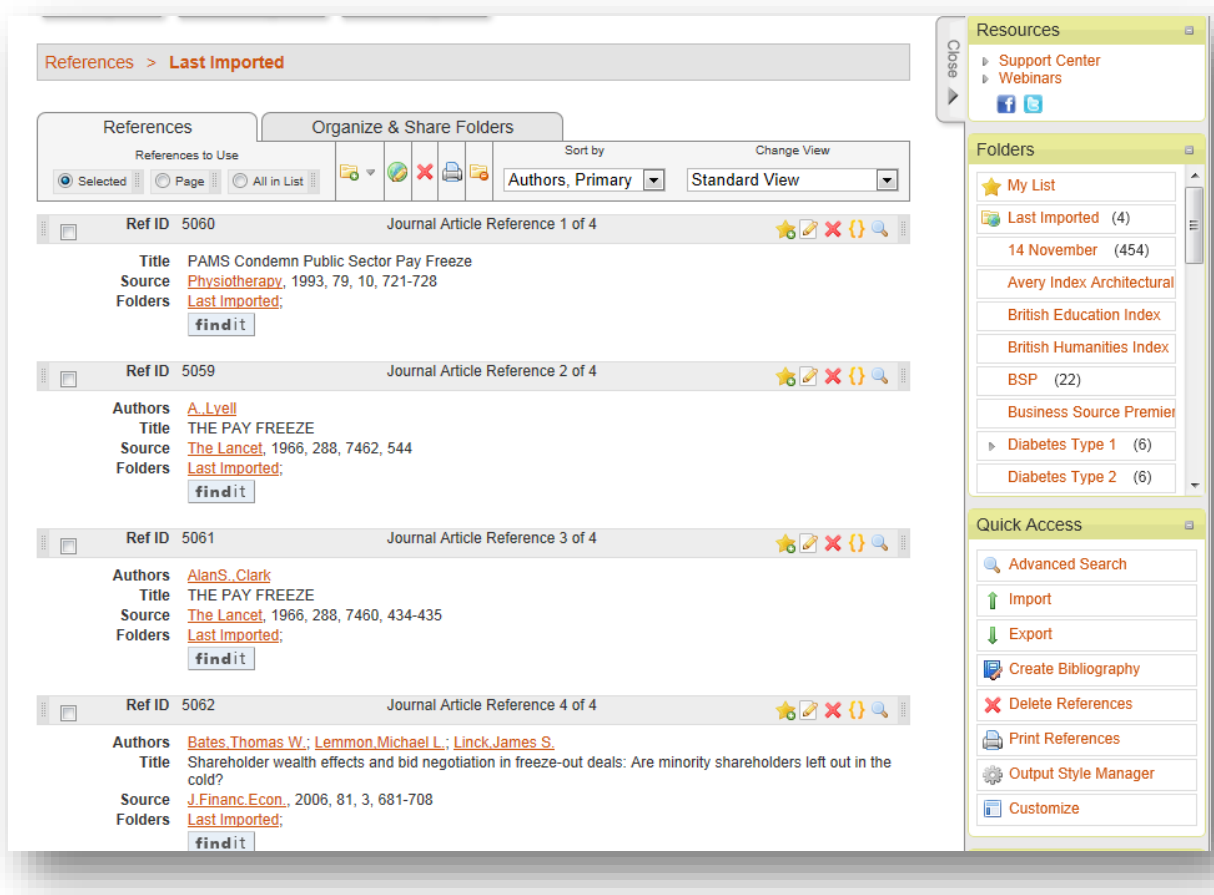 References > Last Imported
References
Organize & Share Folders
References to Use
Selected
Page
All in List
Sort by
Authors, Primary
Change View
Standard View
Ref ID 5060 Journal Article Reference 1 of 4
Title PAMS Condemn Public Sector Pay Freeze
Source Physiotherapy, 1993, 79, 10, 721-728
Folders Last Imported;
findit
Ref ID 5059 Journal Article Reference 2 of 4
Authors A.,Lyell
Title THE PAY FREEZE
Source The Lancet, 1966, 288, 7462, 544
Folders Last Imported;
findit
Ref ID 5061 Journal Article Reference 3 of 4
Authors AlanS.,Clark
Title THE PAY FREEZE
Source The Lancet, 1966, 288, 7460, 434-435
Folders Last Imported;
findit
Ref ID 5062 Journal Article Reference 4 of 4
Authors Bates,Thomas W.; Lemmon,Michael L.; Linck,James S.
Title Shareholder wealth effects and bid negotiation in freeze-out deals: Are minority shareholders left out in the
cold?
Source J.Financ.Econ., 2006, 81, 3, 681-708
Folders Last Imported;
findit
Close
Resources
Support Center
Webinars
Folders
My List
Last Imported (4)
14 November (454)
Avery Index Architectural
British Education Index
British Humanities Index
BSP (22)
Business Source Premier
Diabetes Type 1 (6)
Diabetes Type 2 (6)
Quick Access
Advanced Search
Import
Export
Create Bibliography
Delete References
Print References
Output Style Manager
Customize